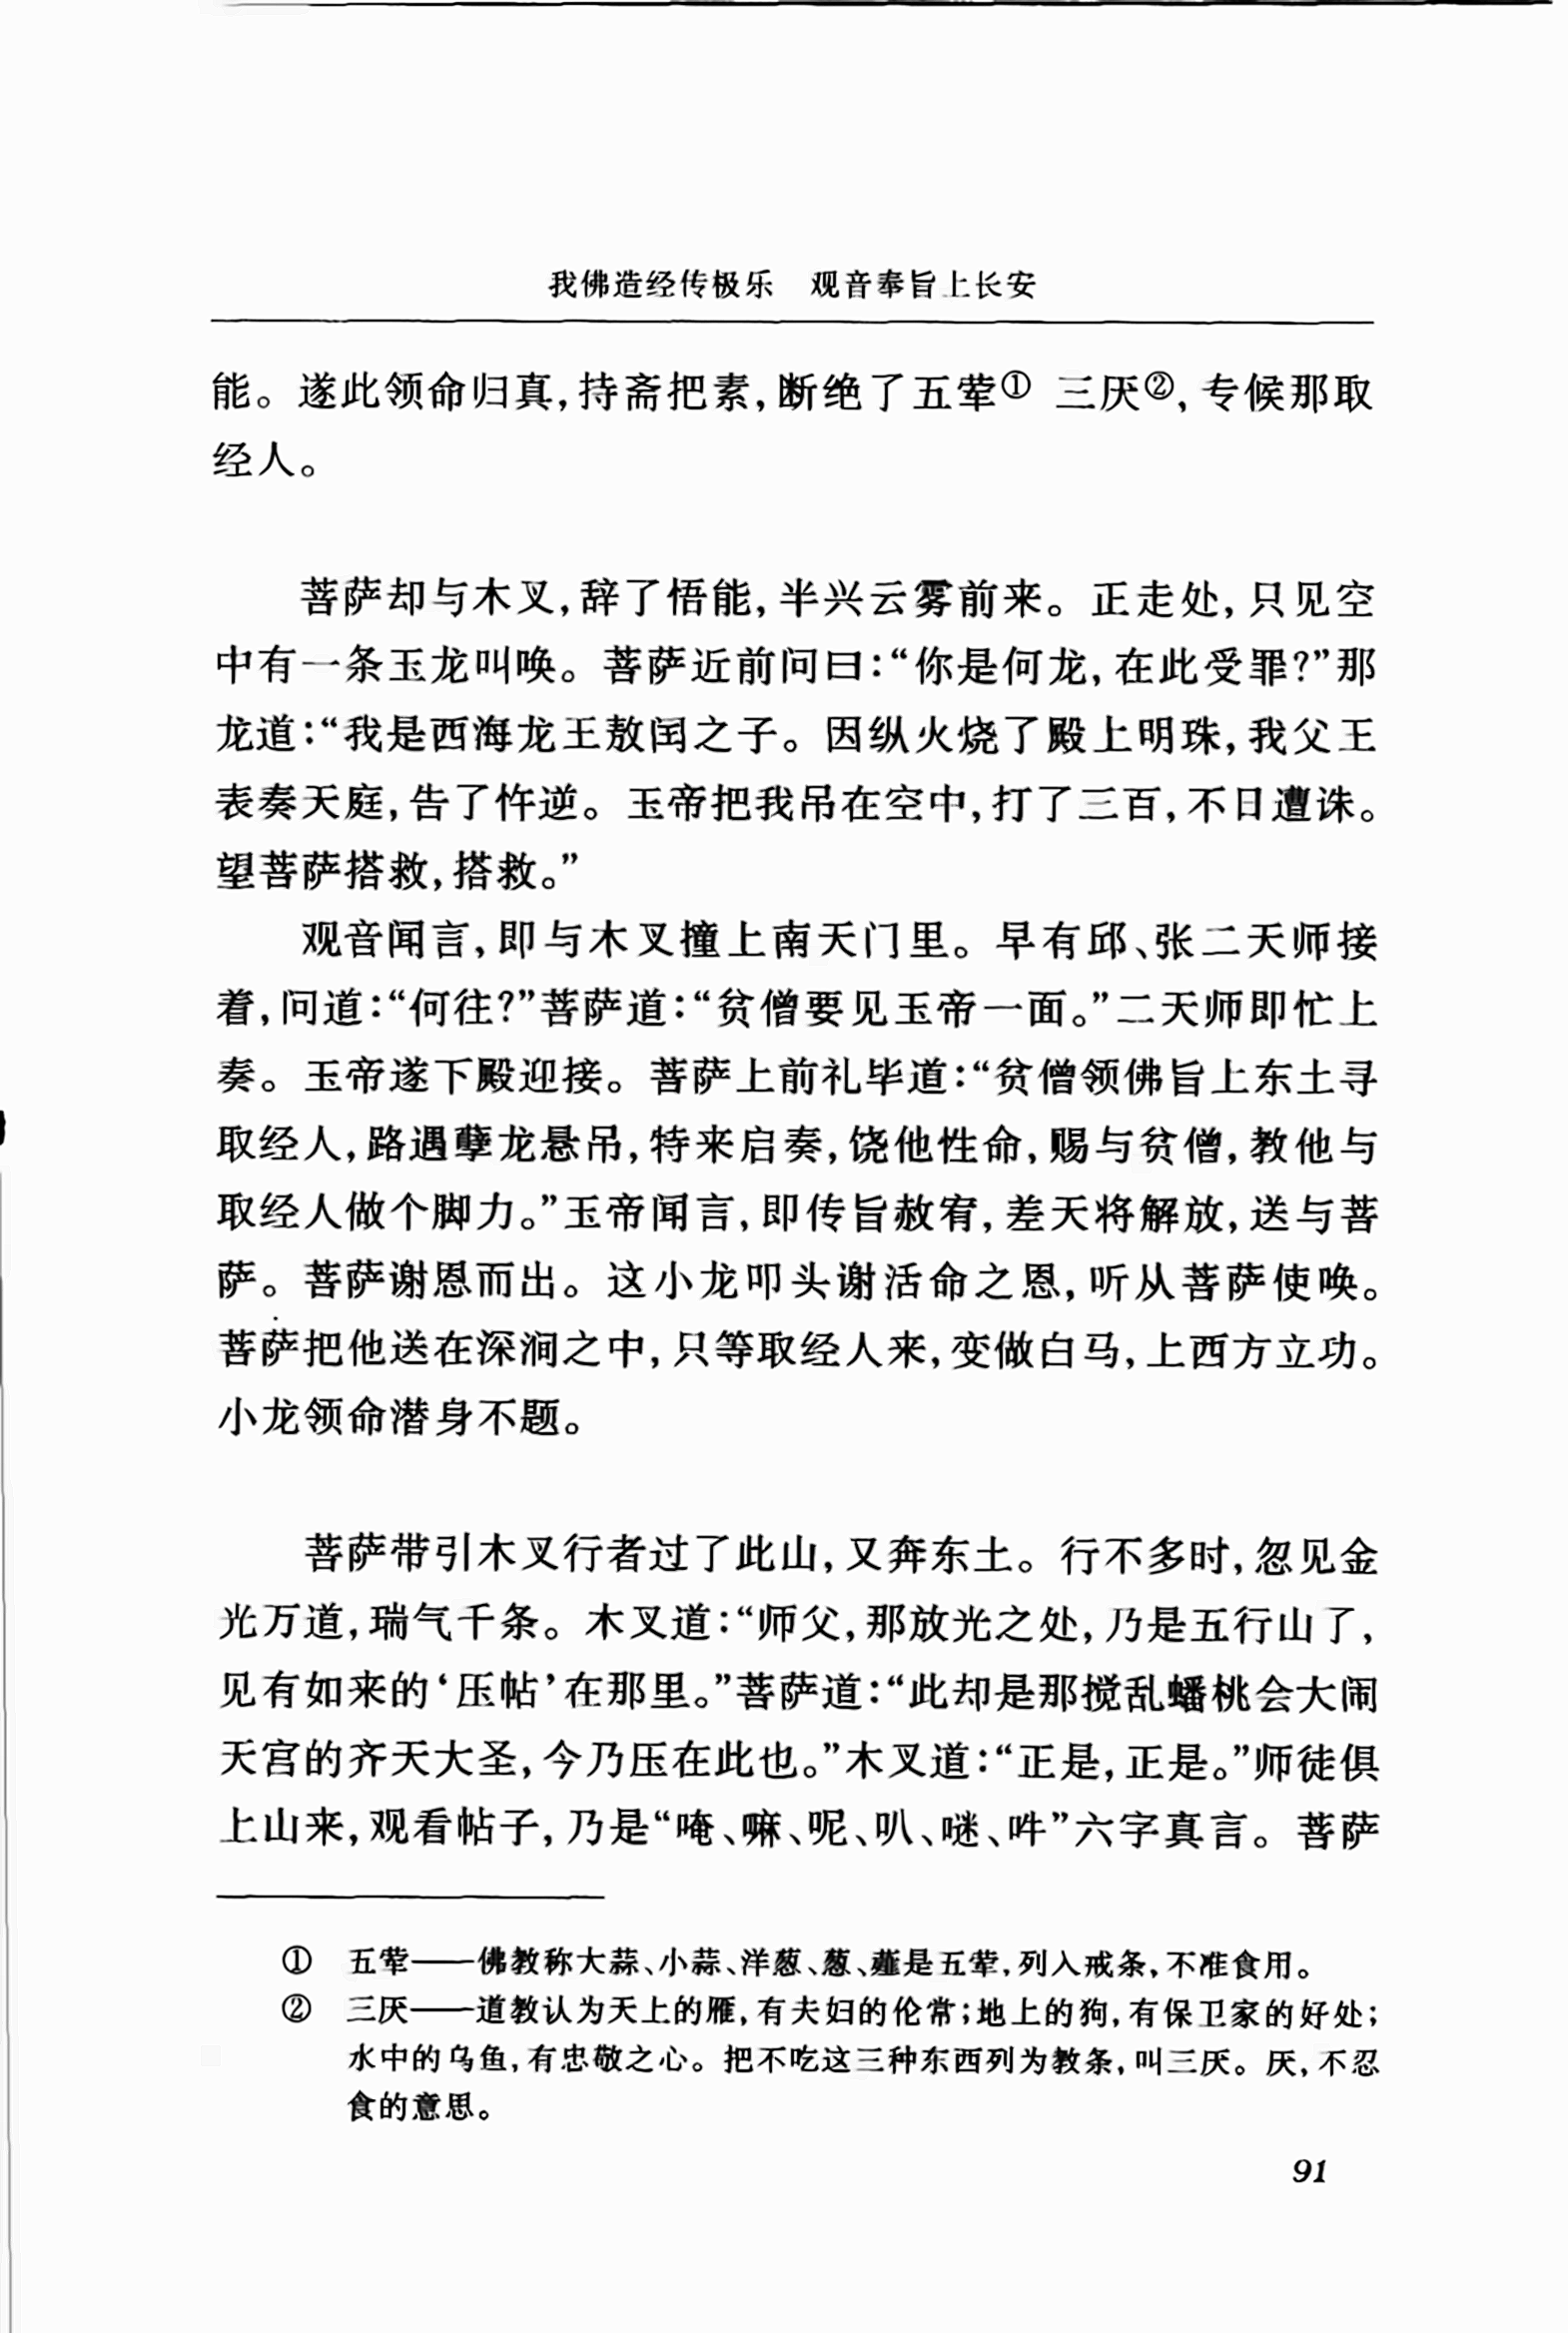 我佛造经传极乐　观音奉旨上长安
能。遂此领命归真,持斋把素,断绝了五荤① 三厌②,专候那取
经人。
菩萨却与木叉,辞了悟能,半兴云雾前来。正走处,只见空
中有一条玉龙叫唤。菩萨近前问曰:“你是何龙,在此受罪?”那
龙道:“我是西海龙王敖闰之子。因纵火烧了殿上明珠,我父王
表奏天庭,告了忤逆。玉帝把我吊在空中,打了三百,不日遭诛。
望菩萨搭救,搭救。”
观音闻言,即与木叉撞上南天门里。早有邱、张二天师接
着,问道:“何往?”菩萨道:“贫僧要见玉帝一面。”二天师即忙上
奏。玉帝遂下殿迎接。菩萨上前礼毕道:“贫僧领佛旨上东土寻
取经人,路遇孽龙悬吊,特来启奏,饶他性命,赐与贫僧,教他与
取经人做个脚力。”玉帝闻言,即传旨赦宥,差天将解放,送与菩
萨。菩萨谢恩而出。这小龙叩头谢活命之恩,听从菩萨使唤。
菩萨把他送在深涧之中,只等取经人来,变做白马,上西方立功。
小龙领命潜身不题。
菩萨带引木叉行者过了此山,又奔东土。行不多时,忽见金
光万道,瑞气千条。木叉道:“师父,那放光之处,乃是五行山了,
见有如来的‘压帖’在那里。”菩萨道:“此却是那搅乱蟠桃会大闹
天宫的齐天大圣,今乃压在此也。”木叉道:“正是,正是。”师徒俱
上山来,观看帖子,乃是“唵、嘛、呢、叭、𠺗、吽”六字真言。菩萨
① 五荤——佛教称大蒜、小蒜、洋葱、葱、薤是五荤,列入戒条,不准食用。
② 三厌——道教认为天上的雁,有夫妇的伦常;地上的狗,有保卫家的好处;
水中的乌鱼,有忠敬之心。把不吃这三种东西列为教条,叫三厌。厌,不忍
食的意思。
91